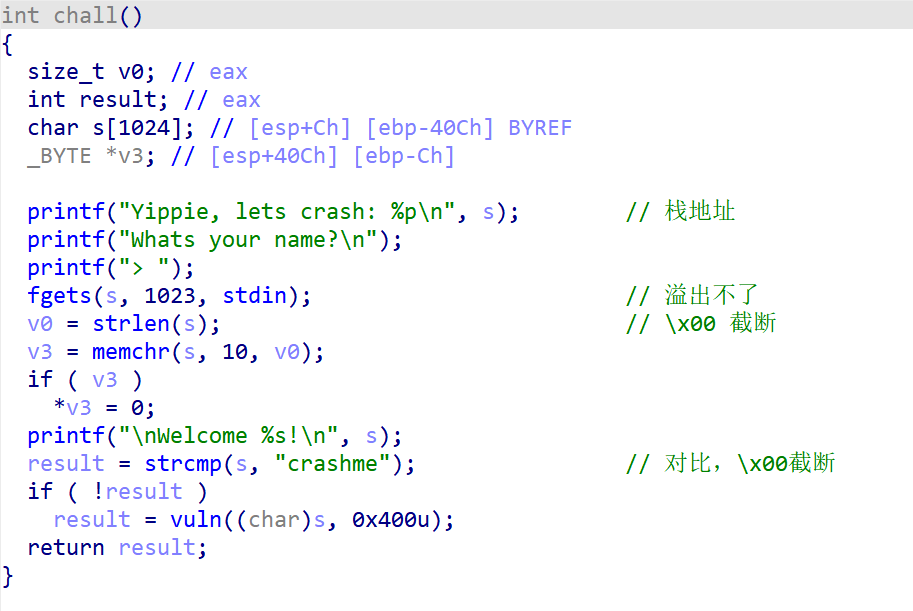 int chall()
{
  size_t v0; // eax
  int result; // eax
  char s[1024]; // [esp+Ch] [ebp-40Ch] BYREF
  _BYTE *v3; // [esp+40Ch] [ebp-Ch]

  printf("Yippie, lets crash: %p\n", s);        // 栈地址
  printf("Whats your name?\n");
  printf("> ");
  fgets(s, 1023, stdin);                        // 溢出不了
  v0 = strlen(s);                               // \x00 截断
  v3 = memchr(s, 10, v0);
  if ( v3 )
    *v3 = 0;
  printf("\nWelcome %s!\n", s);
  result = strcmp(s, "crashme");                // 对比，\x00截断
  if ( !result )
    result = vuln((char)s, 0x400u);
  return result;
}